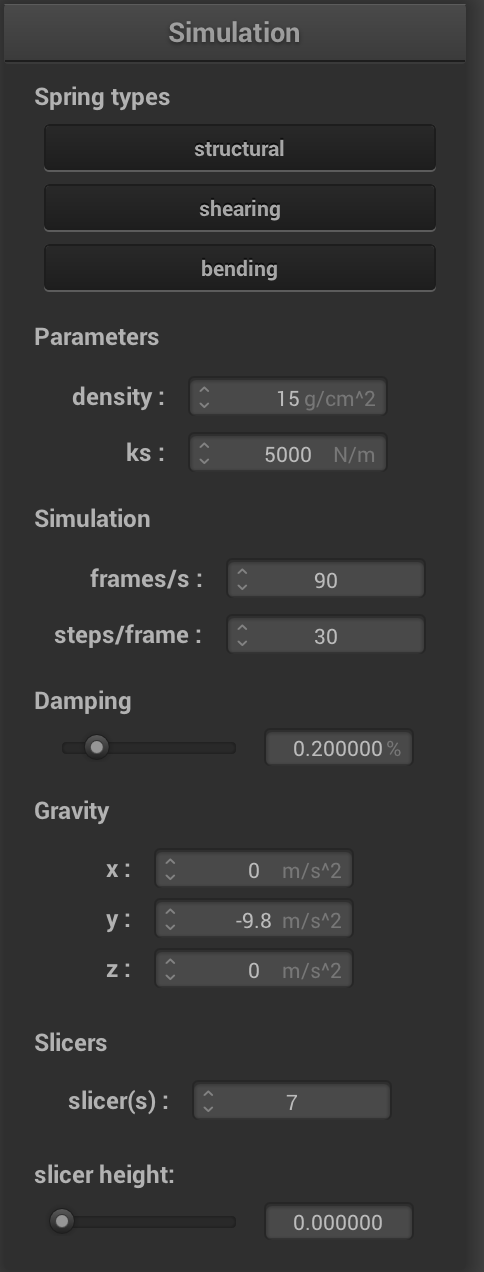 Simulation
Spring types
structural
shearing
bending
Parameters
density : 15 g/cm^2
ks : 5000 N/m
Simulation
frames/s : 90
steps/frame : 30
Damping
0.200000 %
Gravity
x : 0 m/s^2
y : -9.8 m/s^2
z : 0 m/s^2
Slicers
slicer(s) : 7
slicer height:
0.000000